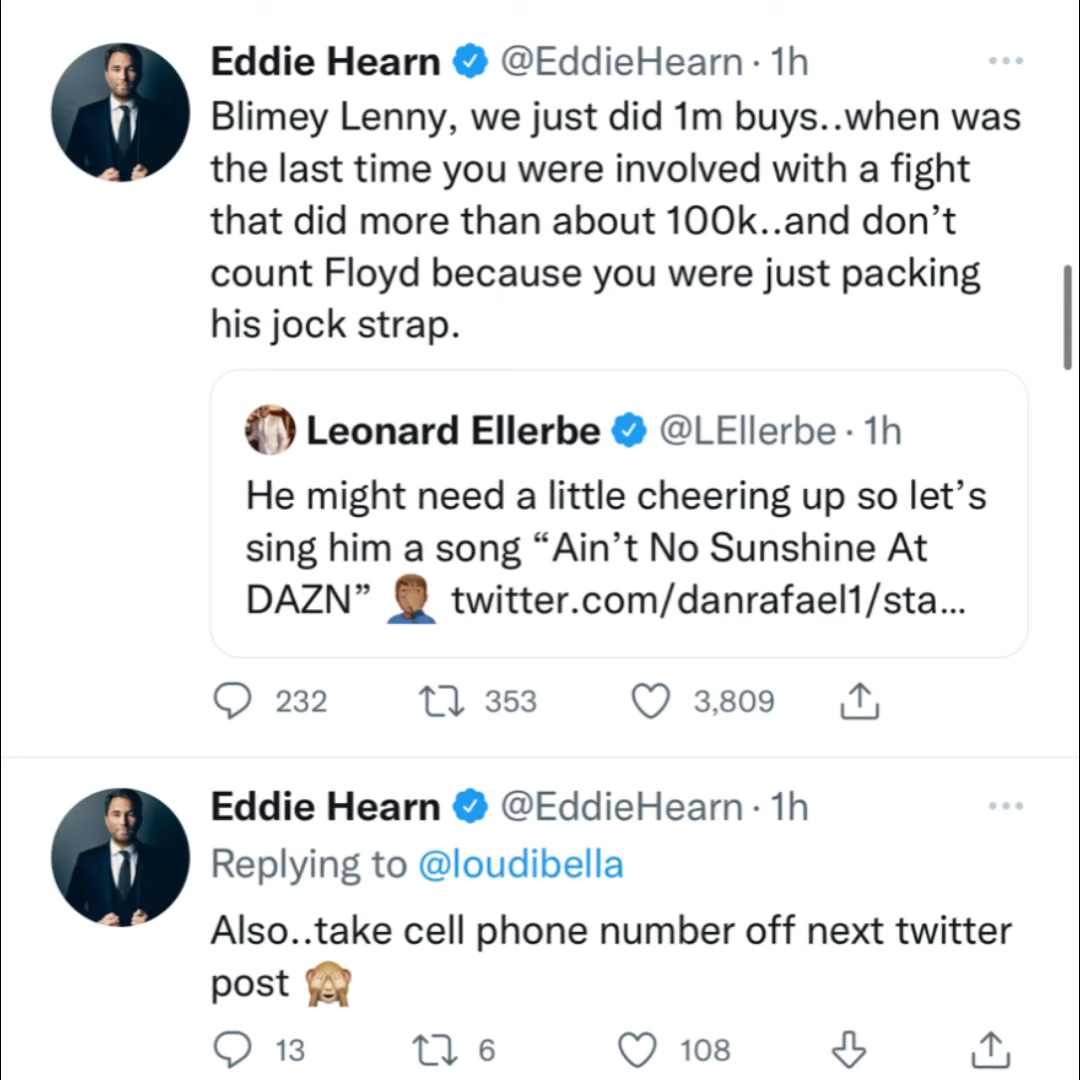 Eddie Hearn @EddieHearn · 1h
Blimey Lenny, we just did 1m buys..when was
the last time you were involved with a fight
that did more than about 100k..and don’t
count Floyd because you were just packing
his jock strap.
Leonard Ellerbe @LEllerbe · 1h
He might need a little cheering up so let’s
sing him a song “Ain’t No Sunshine At
DAZN” 🤦🏾‍♂️ twitter.com/danrafael1/sta...
232 353 3,809
Eddie Hearn @EddieHearn · 1h
Replying to @loudibella
Also..take cell phone number off next twitter
post 🙈
13 6 108